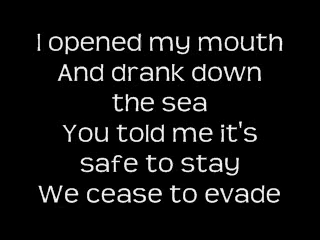 I opened my mouth
And drank down
the sea
You told me it's
safe to stay
We cease to evade